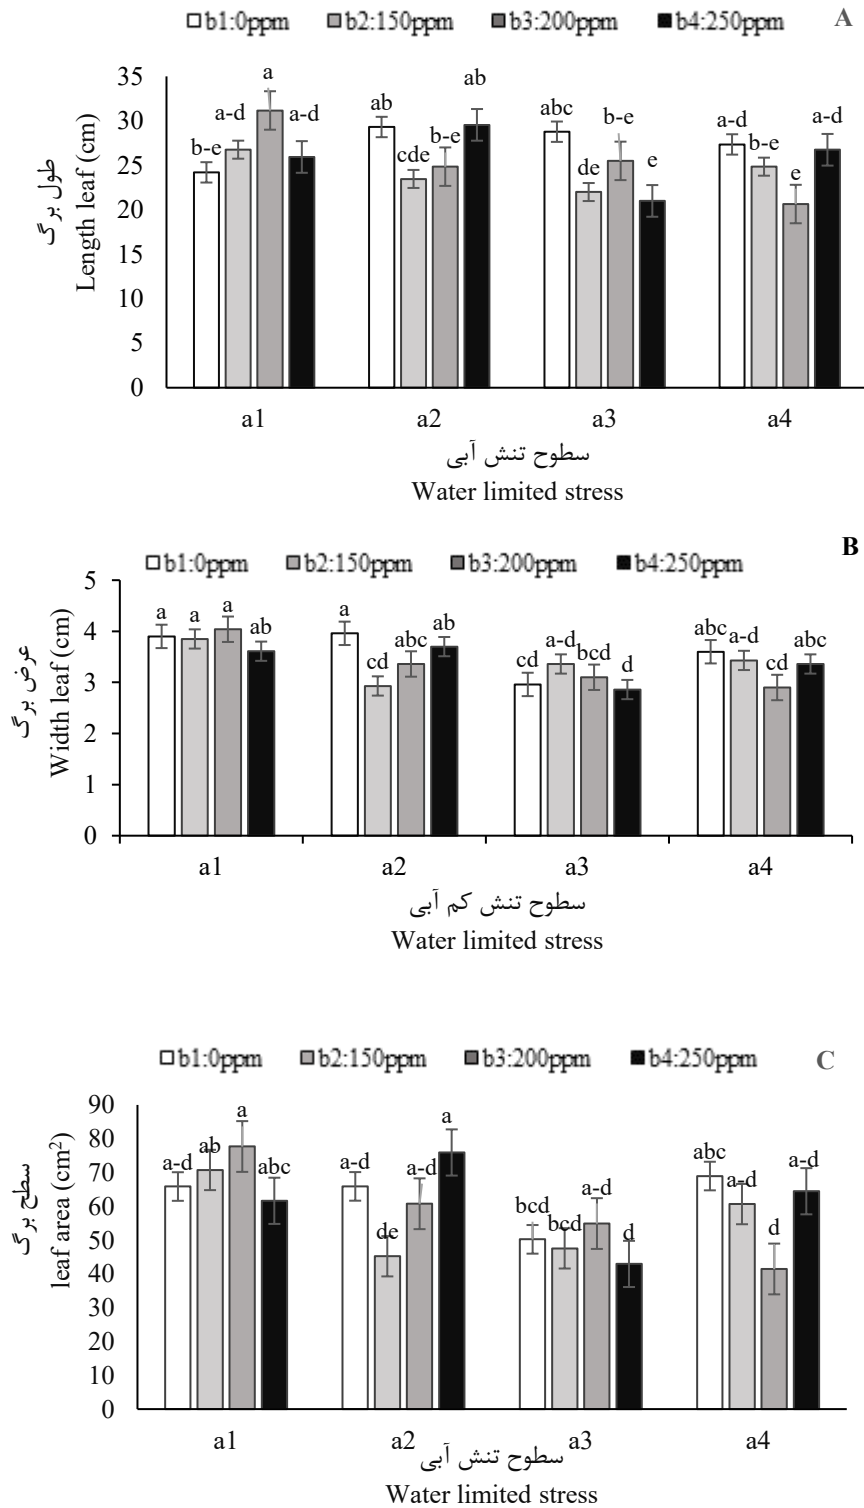 b1:0ppm b2:150ppm b3:200ppm b4:250ppm A
35
30
25
20
15
10
5
0
طول برگ
Length leaf (cm)
b-e a-d a a-d
ab cde b-e ab
abc de b-e e
a-d b-e e a-d
a1 a2 a3 a4
سطوح تنش آبی
Water limited stress
B
b1:0ppm b2:150ppm b3:200ppm b4:250ppm
5
4
3
2
1
0
عرض برگ
Width leaf (cm)
a a a ab
a cd abc ab
cd a-d bcd d
abc a-d cd abc
a1 a2 a3 a4
سطوح تنش کم آبی
Water limited stress
b1:0ppm b2:150ppm b3:200ppm b4:250ppm C
90
80
70
60
50
40
30
20
10
0
سطح برگ
leaf area (cm²)
a-d ab a abc
a-d de a-d a
bcd bcd a-d d
abc a-d d a-d
a1 a2 a3 a4
سطوح تنش آبی
Water limited stress